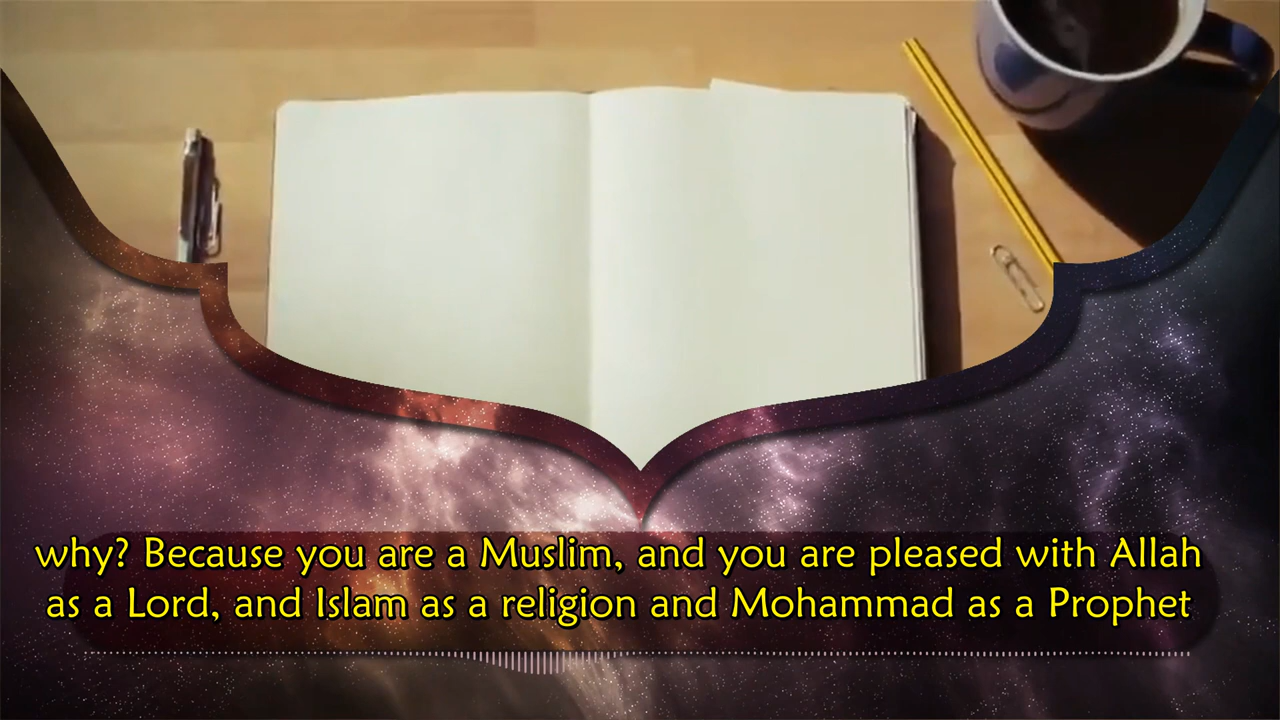 why? Because you are a Muslim, and you are pleased with Allah
as a Lord, and Islam as a religion and Mohammad as a Prophet